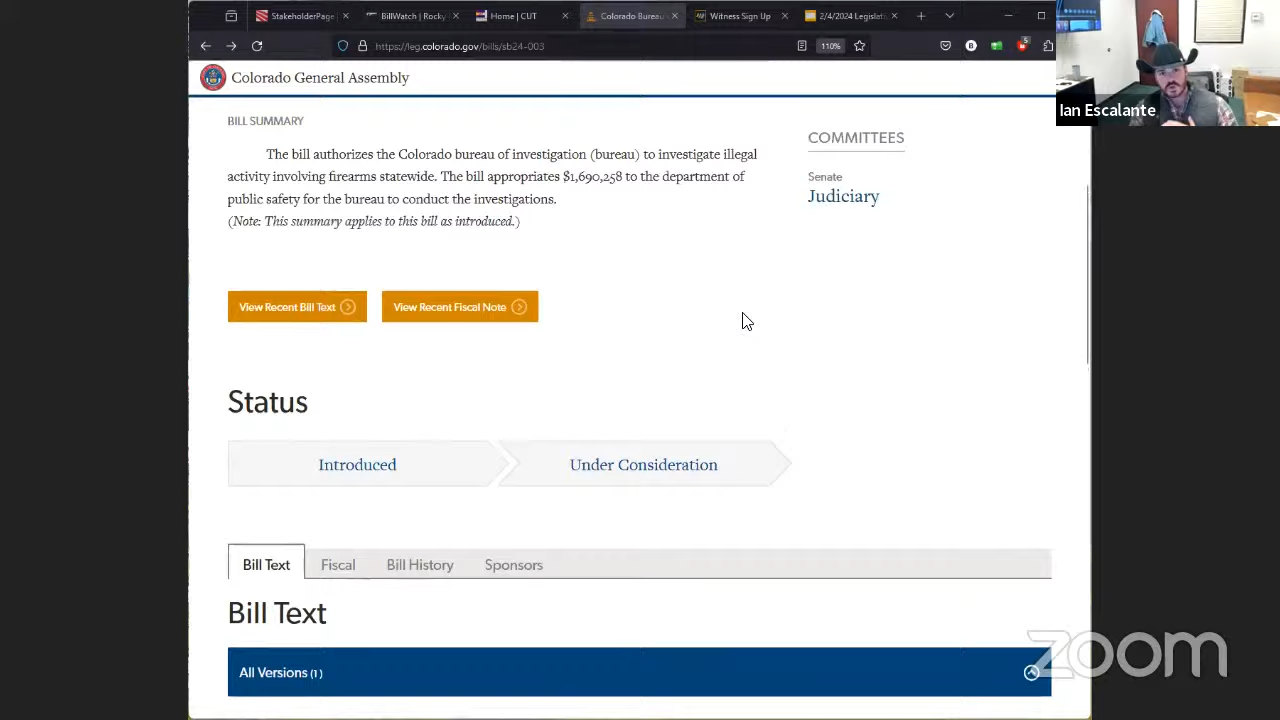 StakeholderPage
BillWatch | Rocky
Home | CUT
Colorado Bureau
Witness Sign Up
2/4/2024 Legislati
https://leg.colorado.gov/bills/sb24-003
110%
5
Colorado General Assembly
Ian Escalante
BILL SUMMARY
The bill authorizes the Colorado bureau of investigation (bureau) to investigate illegal
activity involving firearms statewide. The bill appropriates $1,690,258 to the department of
public safety for the bureau to conduct the investigations.
(Note: This summary applies to this bill as introduced.)
COMMITTEES
Senate
Judiciary
View Recent Bill Text
View Recent Fiscal Note
Status
Introduced
Under Consideration
Bill Text
Fiscal
Bill History
Sponsors
Bill Text
All Versions (1)
zoom